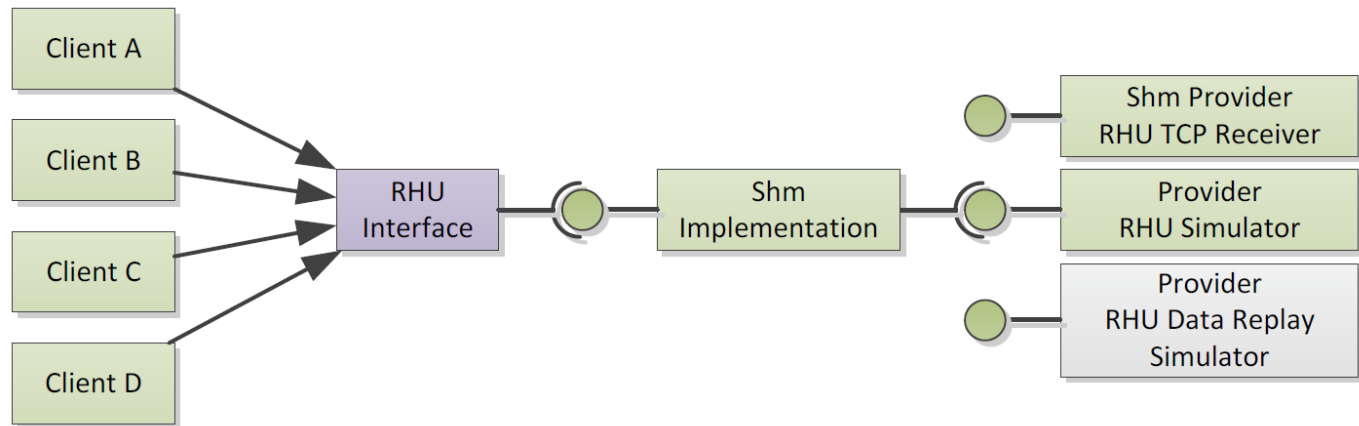 Client A
Client B
Client C
Client D
RHU
Interface
Shm
Implementation
Shm Provider
RHU TCP Receiver
Provider
RHU Simulator
Provider
RHU Data Replay
Simulator